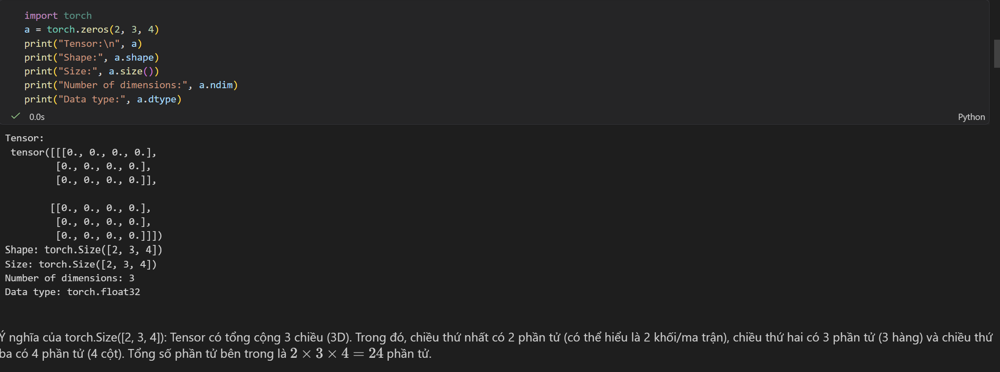 import torch
a = torch.zeros(2, 3, 4)
print("Tensor:\n", a)
print("Shape:", a.shape)
print("Size:", a.size())
print("Number of dimensions:", a.ndim)
print("Data type:", a.dtype)
0.0s
Python
Tensor:
 tensor([[[0., 0., 0., 0.],
         [0., 0., 0., 0.],
         [0., 0., 0., 0.]],

        [[0., 0., 0., 0.],
         [0., 0., 0., 0.],
         [0., 0., 0., 0.]]])
Shape: torch.Size([2, 3, 4])
Size: torch.Size([2, 3, 4])
Number of dimensions: 3
Data type: torch.float32
Ý nghĩa của torch.Size([2, 3, 4]): Tensor có tổng cộng 3 chiều (3D). Trong đó, chiều thứ nhất có 2 phần tử (có thể hiểu là 2 khối/ma trận), chiều thứ hai có 3 phần tử (3 hàng) và chiều thứ
ba có 4 phần tử (4 cột). Tổng số phần tử bên trong là 2 × 3 × 4 = 24 phần tử.